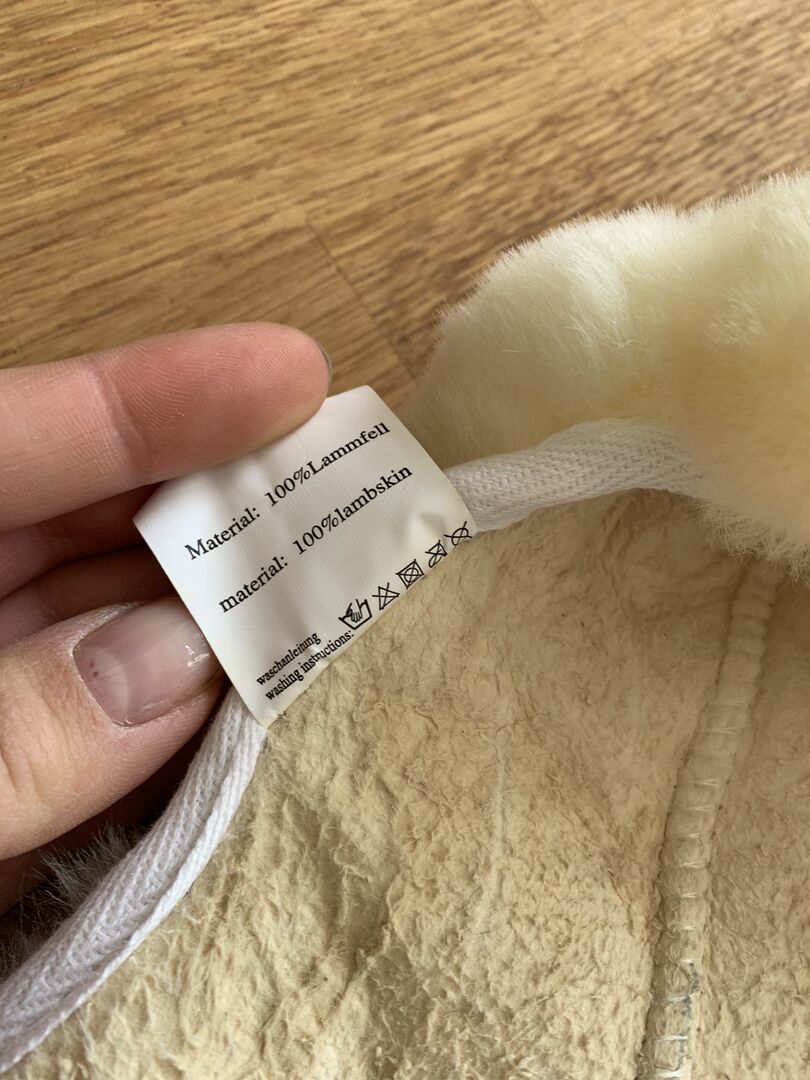 Material: 100%Lammfell
material: 100%lambskin
waschanleitung
washing instructions: